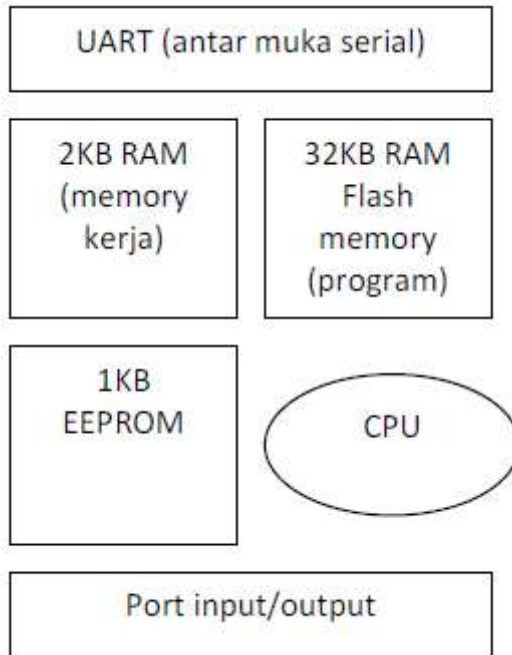 UART (antar muka serial)
2KB RAM
(memory
kerja)
32KB RAM
Flash
memory
(program)
1KB
EEPROM
CPU
Port input/output